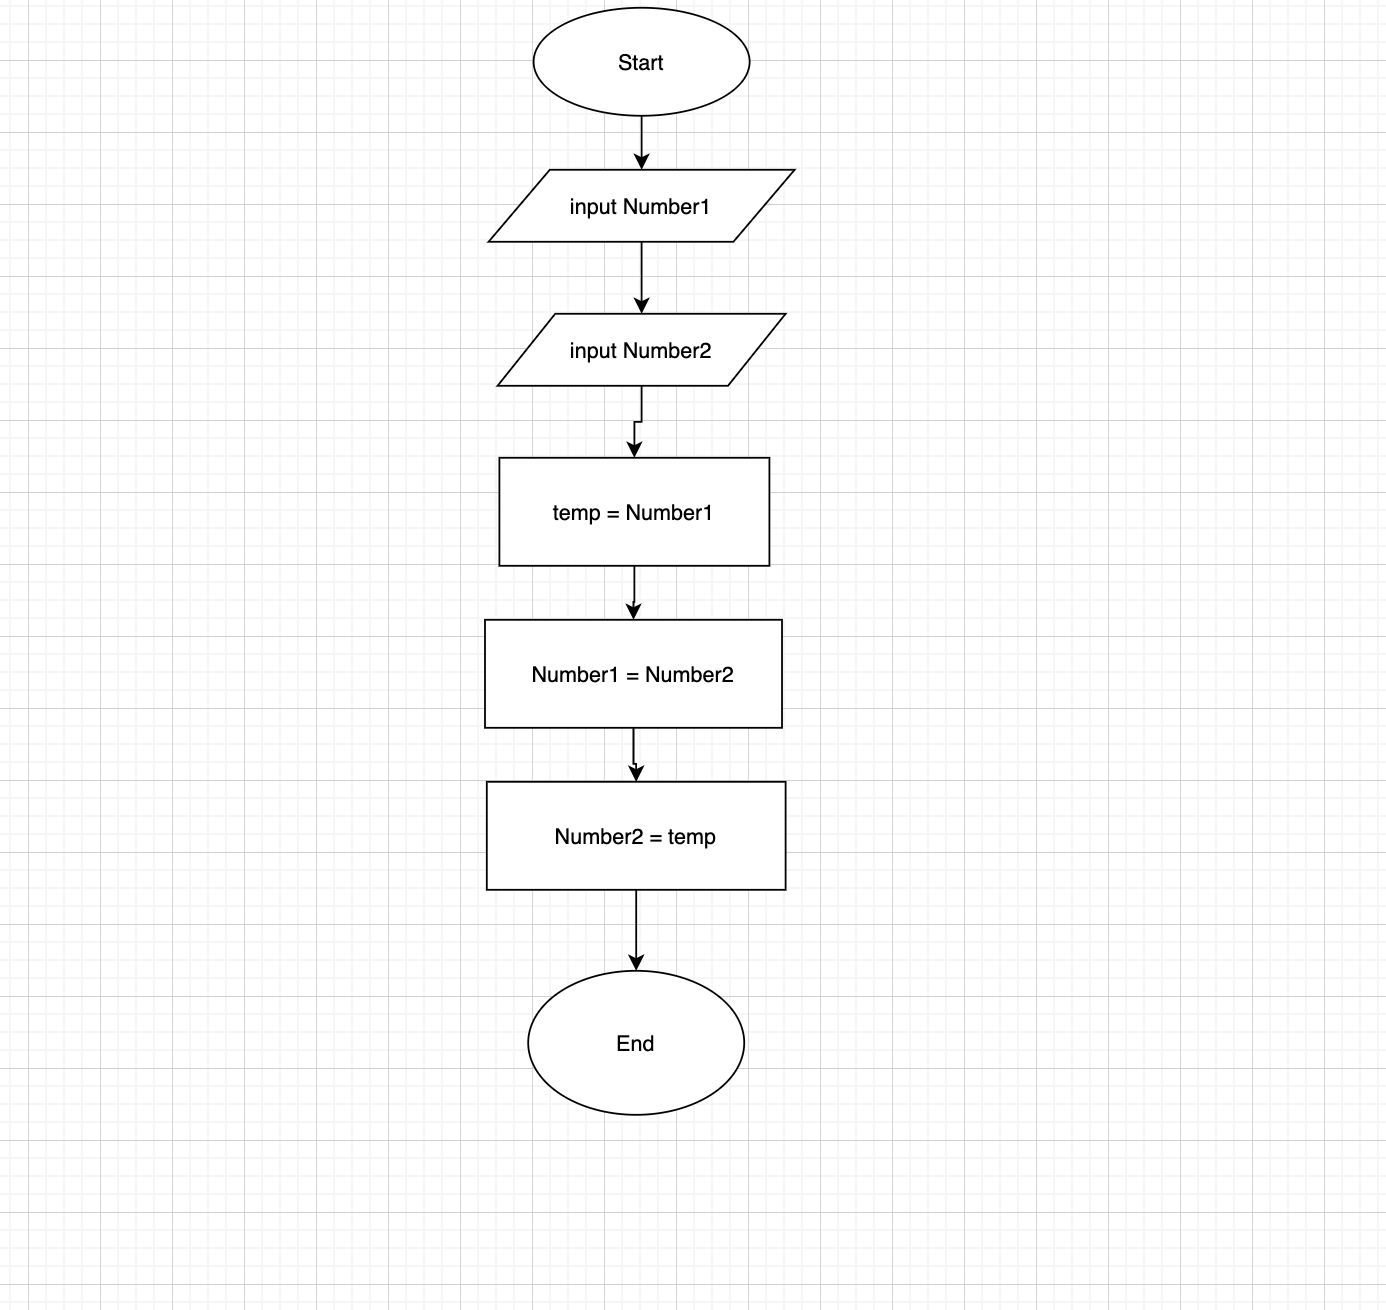 Start
input Number1
input Number2
temp = Number1
Number1 = Number2
Number2 = temp
End